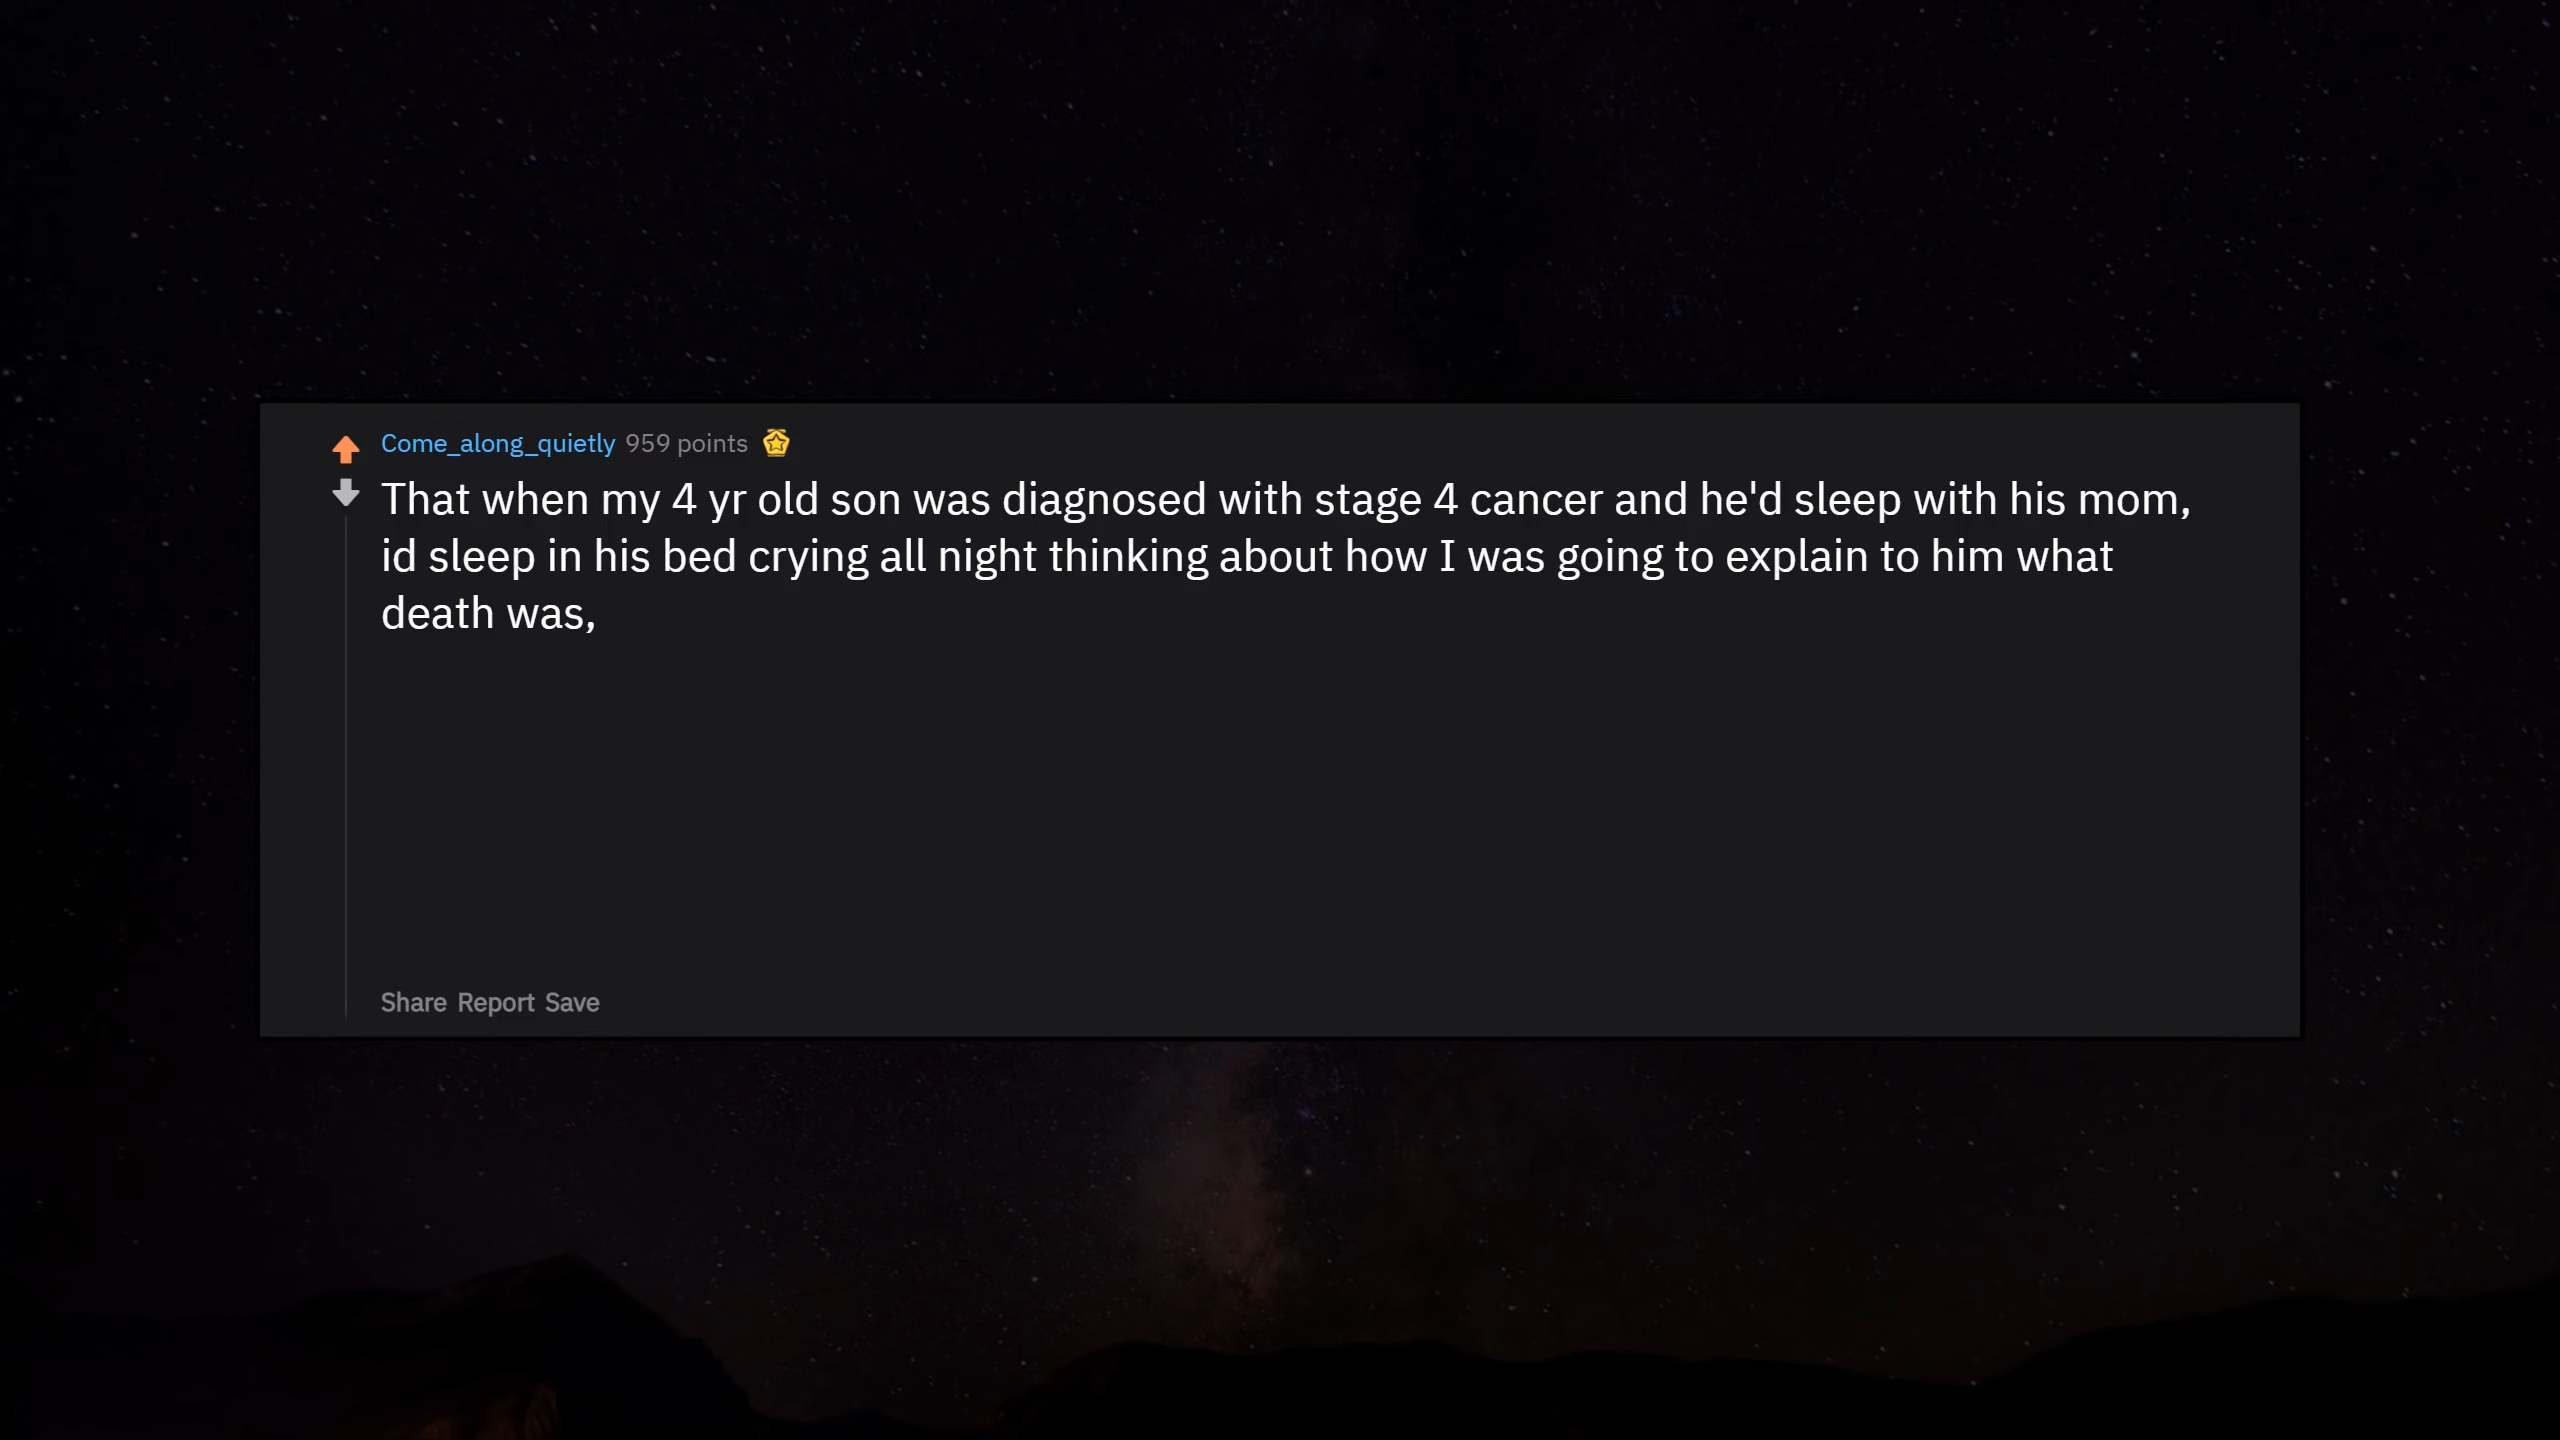 Come_along_quietly 959 points
That when my 4 yr old son was diagnosed with stage 4 cancer and he'd sleep with his mom,
id sleep in his bed crying all night thinking about how I was going to explain to him what
death was,
Share Report Save